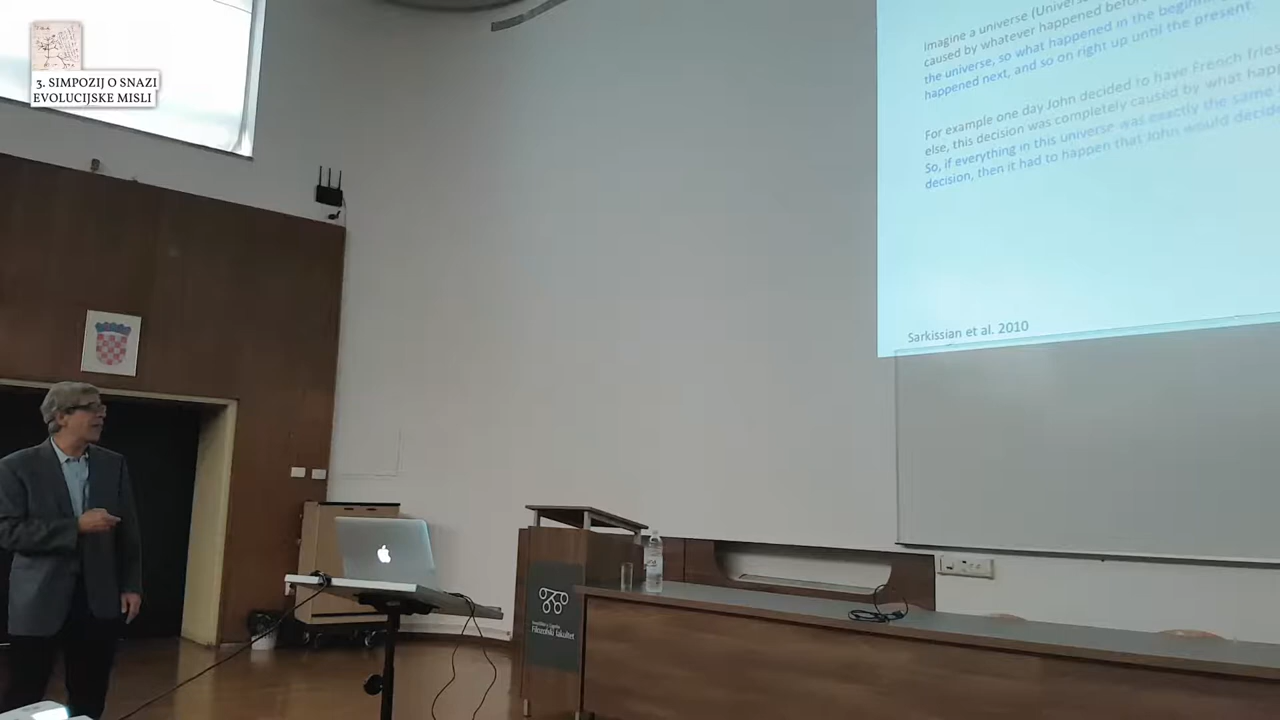 3. SIMPOZIJ O SNAZI
EVOLUCIJSKE MISLI
Imagine a universe (Univers
caused by whatever happened befor
the universe, so what happened in the beginn
happened next, and so on right up until the present.
For example one day John decided to have French fries
else, this decision was completely caused by what happ
So, if everything in this universe was exactly the same
decision, then it had to happen that John would decid
Sarkissian et al. 2010
Filozofski fakultet